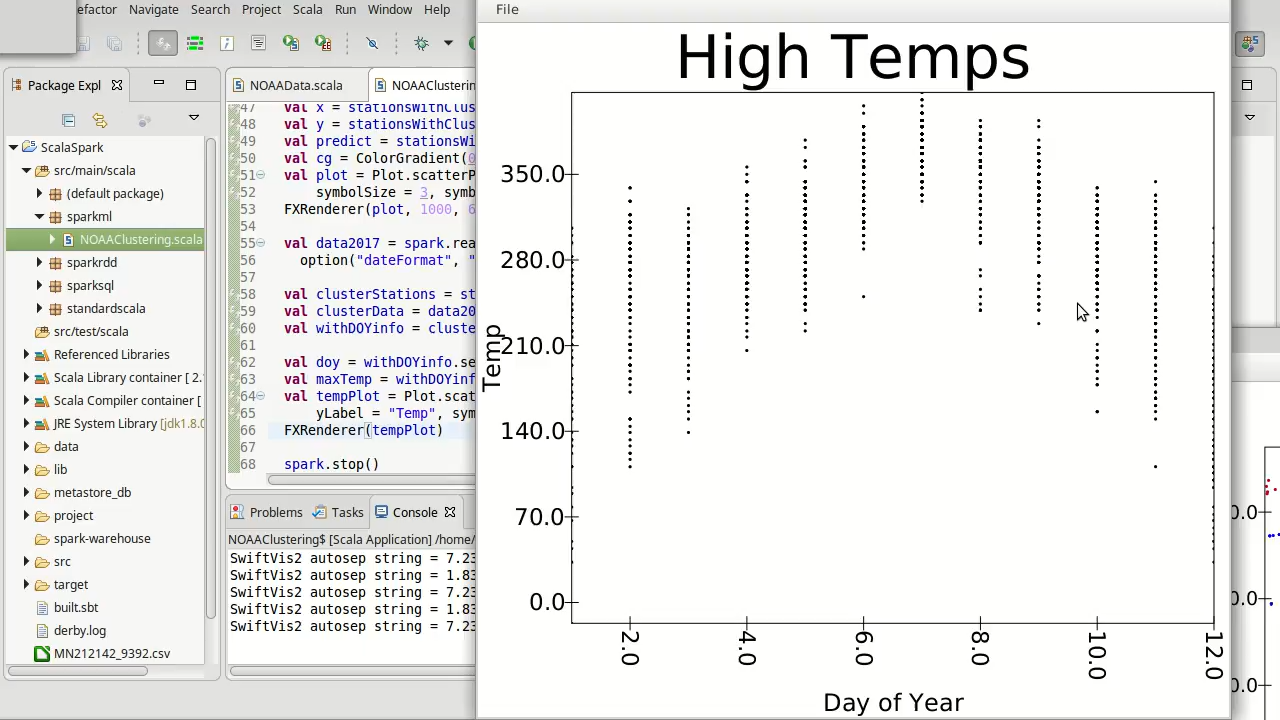 efactor Navigate Search Project Scala Run Window Help
File
Package Expl
NOAAData.scala
NOAAClusterin
ScalaSpark
src/main/scala
(default package)
sparkml
NOAAClustering.scala
sparkrdd
sparksql
standardscala
src/test/scala
Referenced Libraries
Scala Library container [ 2.
Scala Compiler container [
JRE System Library [jdk1.8.0
data
lib
metastore_db
project
spark-warehouse
src
target
built.sbt
derby.log
MN212142_9392.csv
47 val x = stationsWithClus
48 val y = stationsWithClus
49 val predict = stationsWi
50 val cg = ColorGradient(0
51 val plot = Plot.scatterP
52 symbolSize = 3, symb
53 FXRenderer(plot, 1000, 6
54
55 val data2017 = spark.rea
56 option("dateFormat", "
57
58 val clusterStations = st
59 val clusterData = data20
60 val withDOYinfo = cluste
61
62 val doy = withDOYinfo.se
63 val maxTemp = withDOYinf
64 val tempPlot = Plot.scat
65 yLabel = "Temp", sym
66 FXRenderer(tempPlot)
67
68 spark.stop()
Problems Tasks Console
NOAAClustering$ [Scala Application] /home/
SwiftVis2 autosep string = 7.23
SwiftVis2 autosep string = 1.83
SwiftVis2 autosep string = 7.23
SwiftVis2 autosep string = 1.83
SwiftVis2 autosep string = 7.23
High Temps
350.0
280.0
210.0
140.0
70.0
0.0
Temp
2.0 4.0 6.0 8.0 10.0 12.0
Day of Year
0.0
0.0
0.0